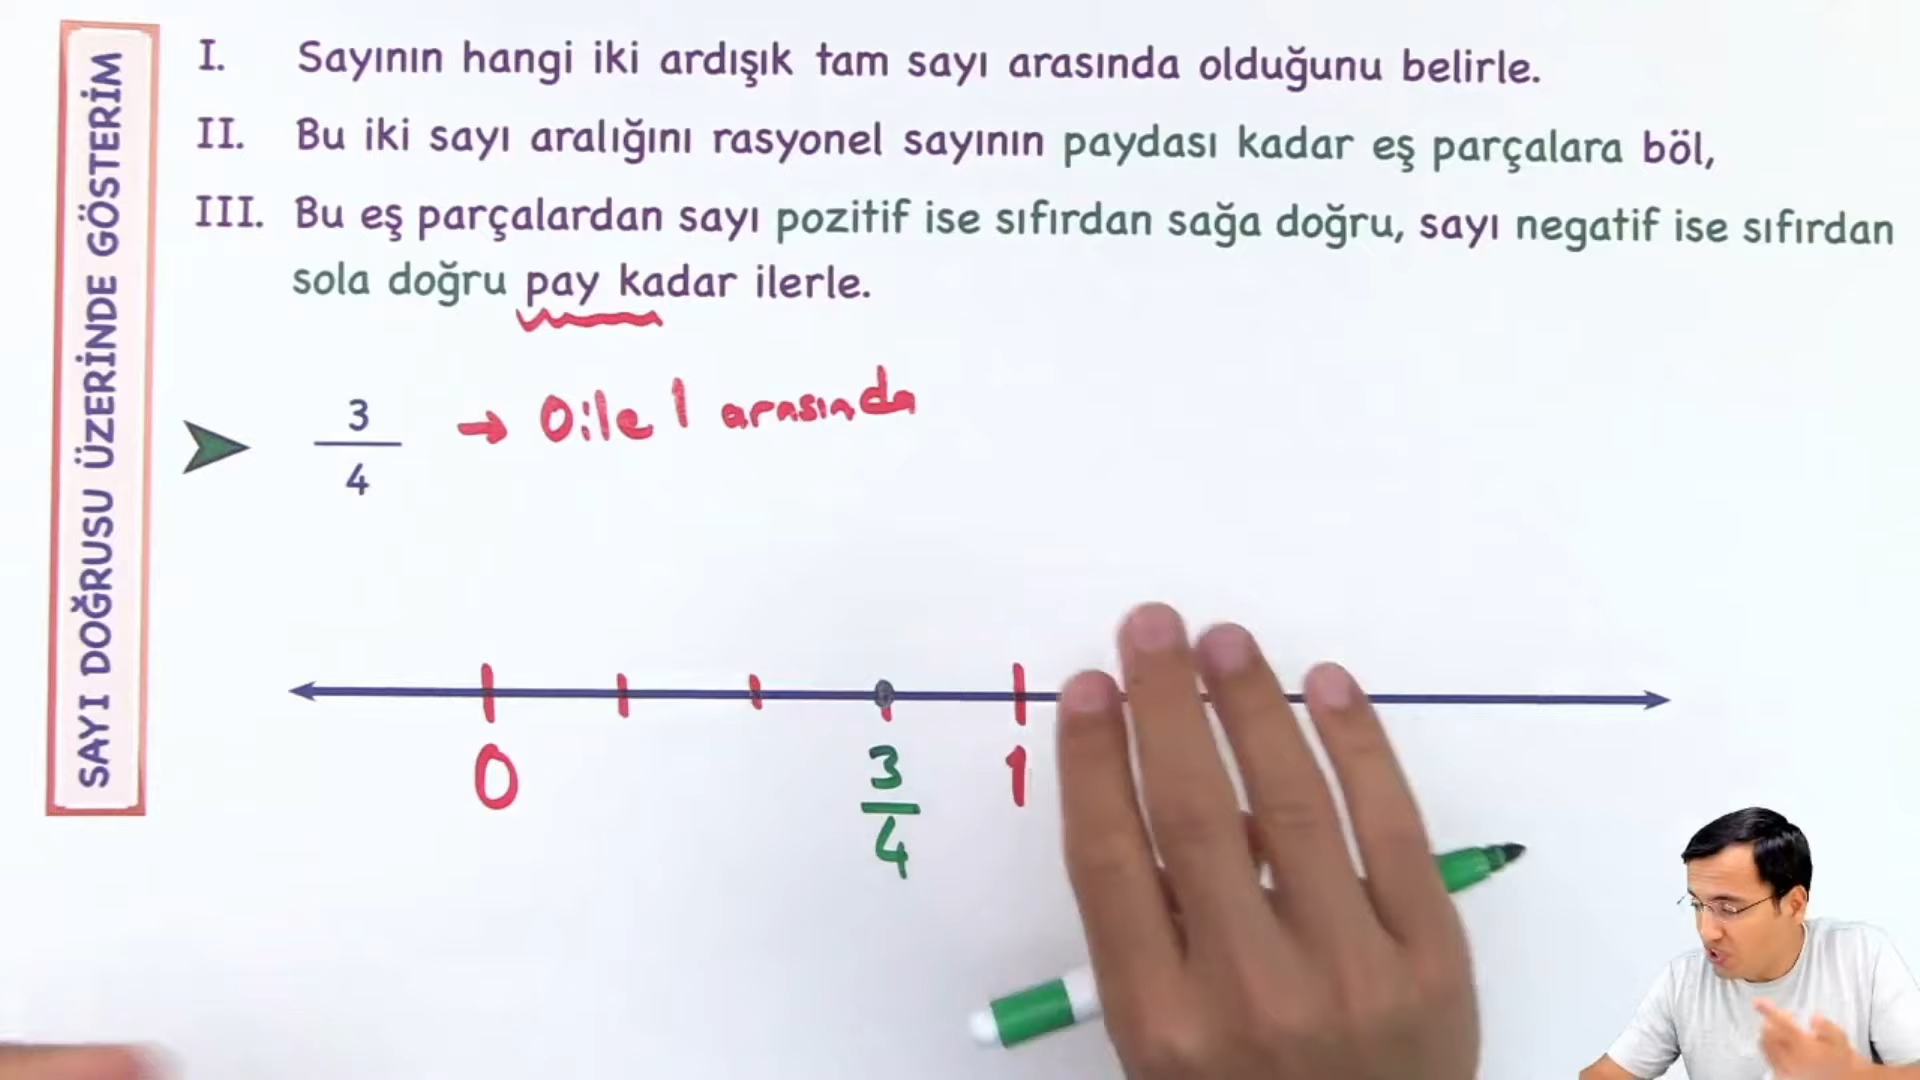 SAYI DOĞRUSU ÜZERİNDE GÖSTERİM
I. Sayının hangi iki ardışık tam sayı arasında olduğunu belirle.
II. Bu iki sayı aralığını rasyonel sayının paydası kadar eş parçalara böl,
III. Bu eş parçalardan sayı pozitif ise sıfırdan sağa doğru, sayı negatif ise sıfırdan
sola doğru pay kadar ilerle.
3
4
→ 0 ile 1 arasında
0
3
4
1